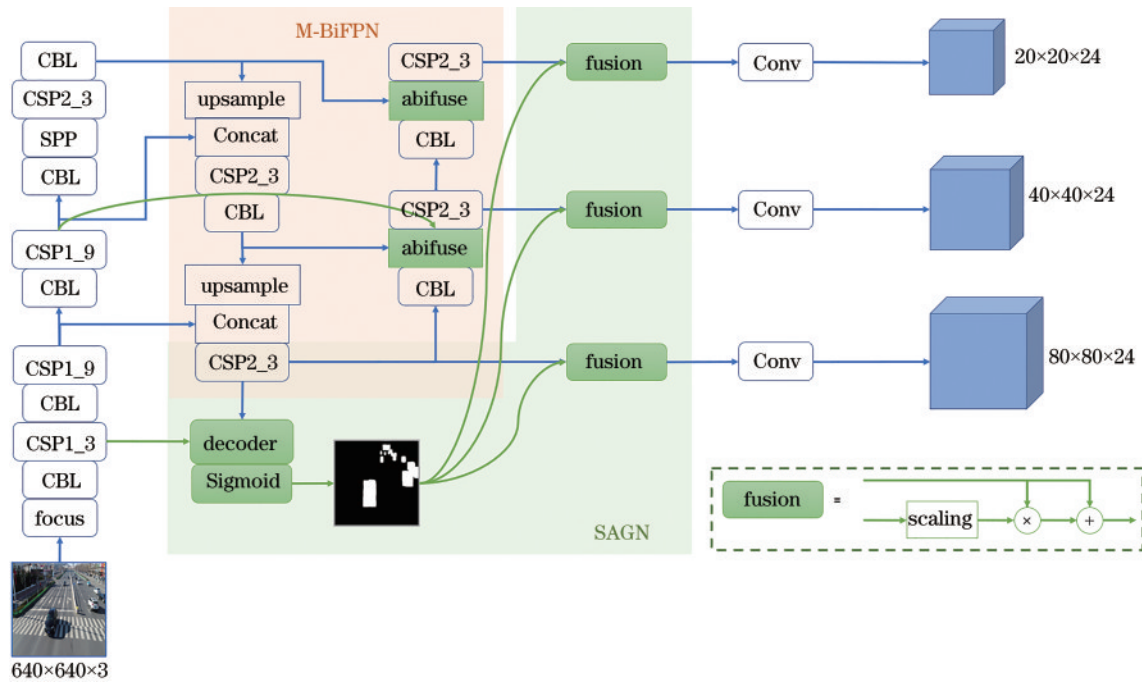 M-BiFPN
CBL
CSP2_3
SPP
CBL
CSP1_9
CBL
CSP1_9
CBL
CSP1_3
CBL
focus
640×640×3
upsample
Concat
CSP2_3
CBL
upsample
Concat
CSP2_3
decoder
Sigmoid
CSP2_3
abifuse
CBL
CSP2_3
abifuse
CBL
SAGN
fusion
Conv
20×20×24
fusion
Conv
40×40×24
fusion
Conv
80×80×24
fusion
=
scaling
×
+